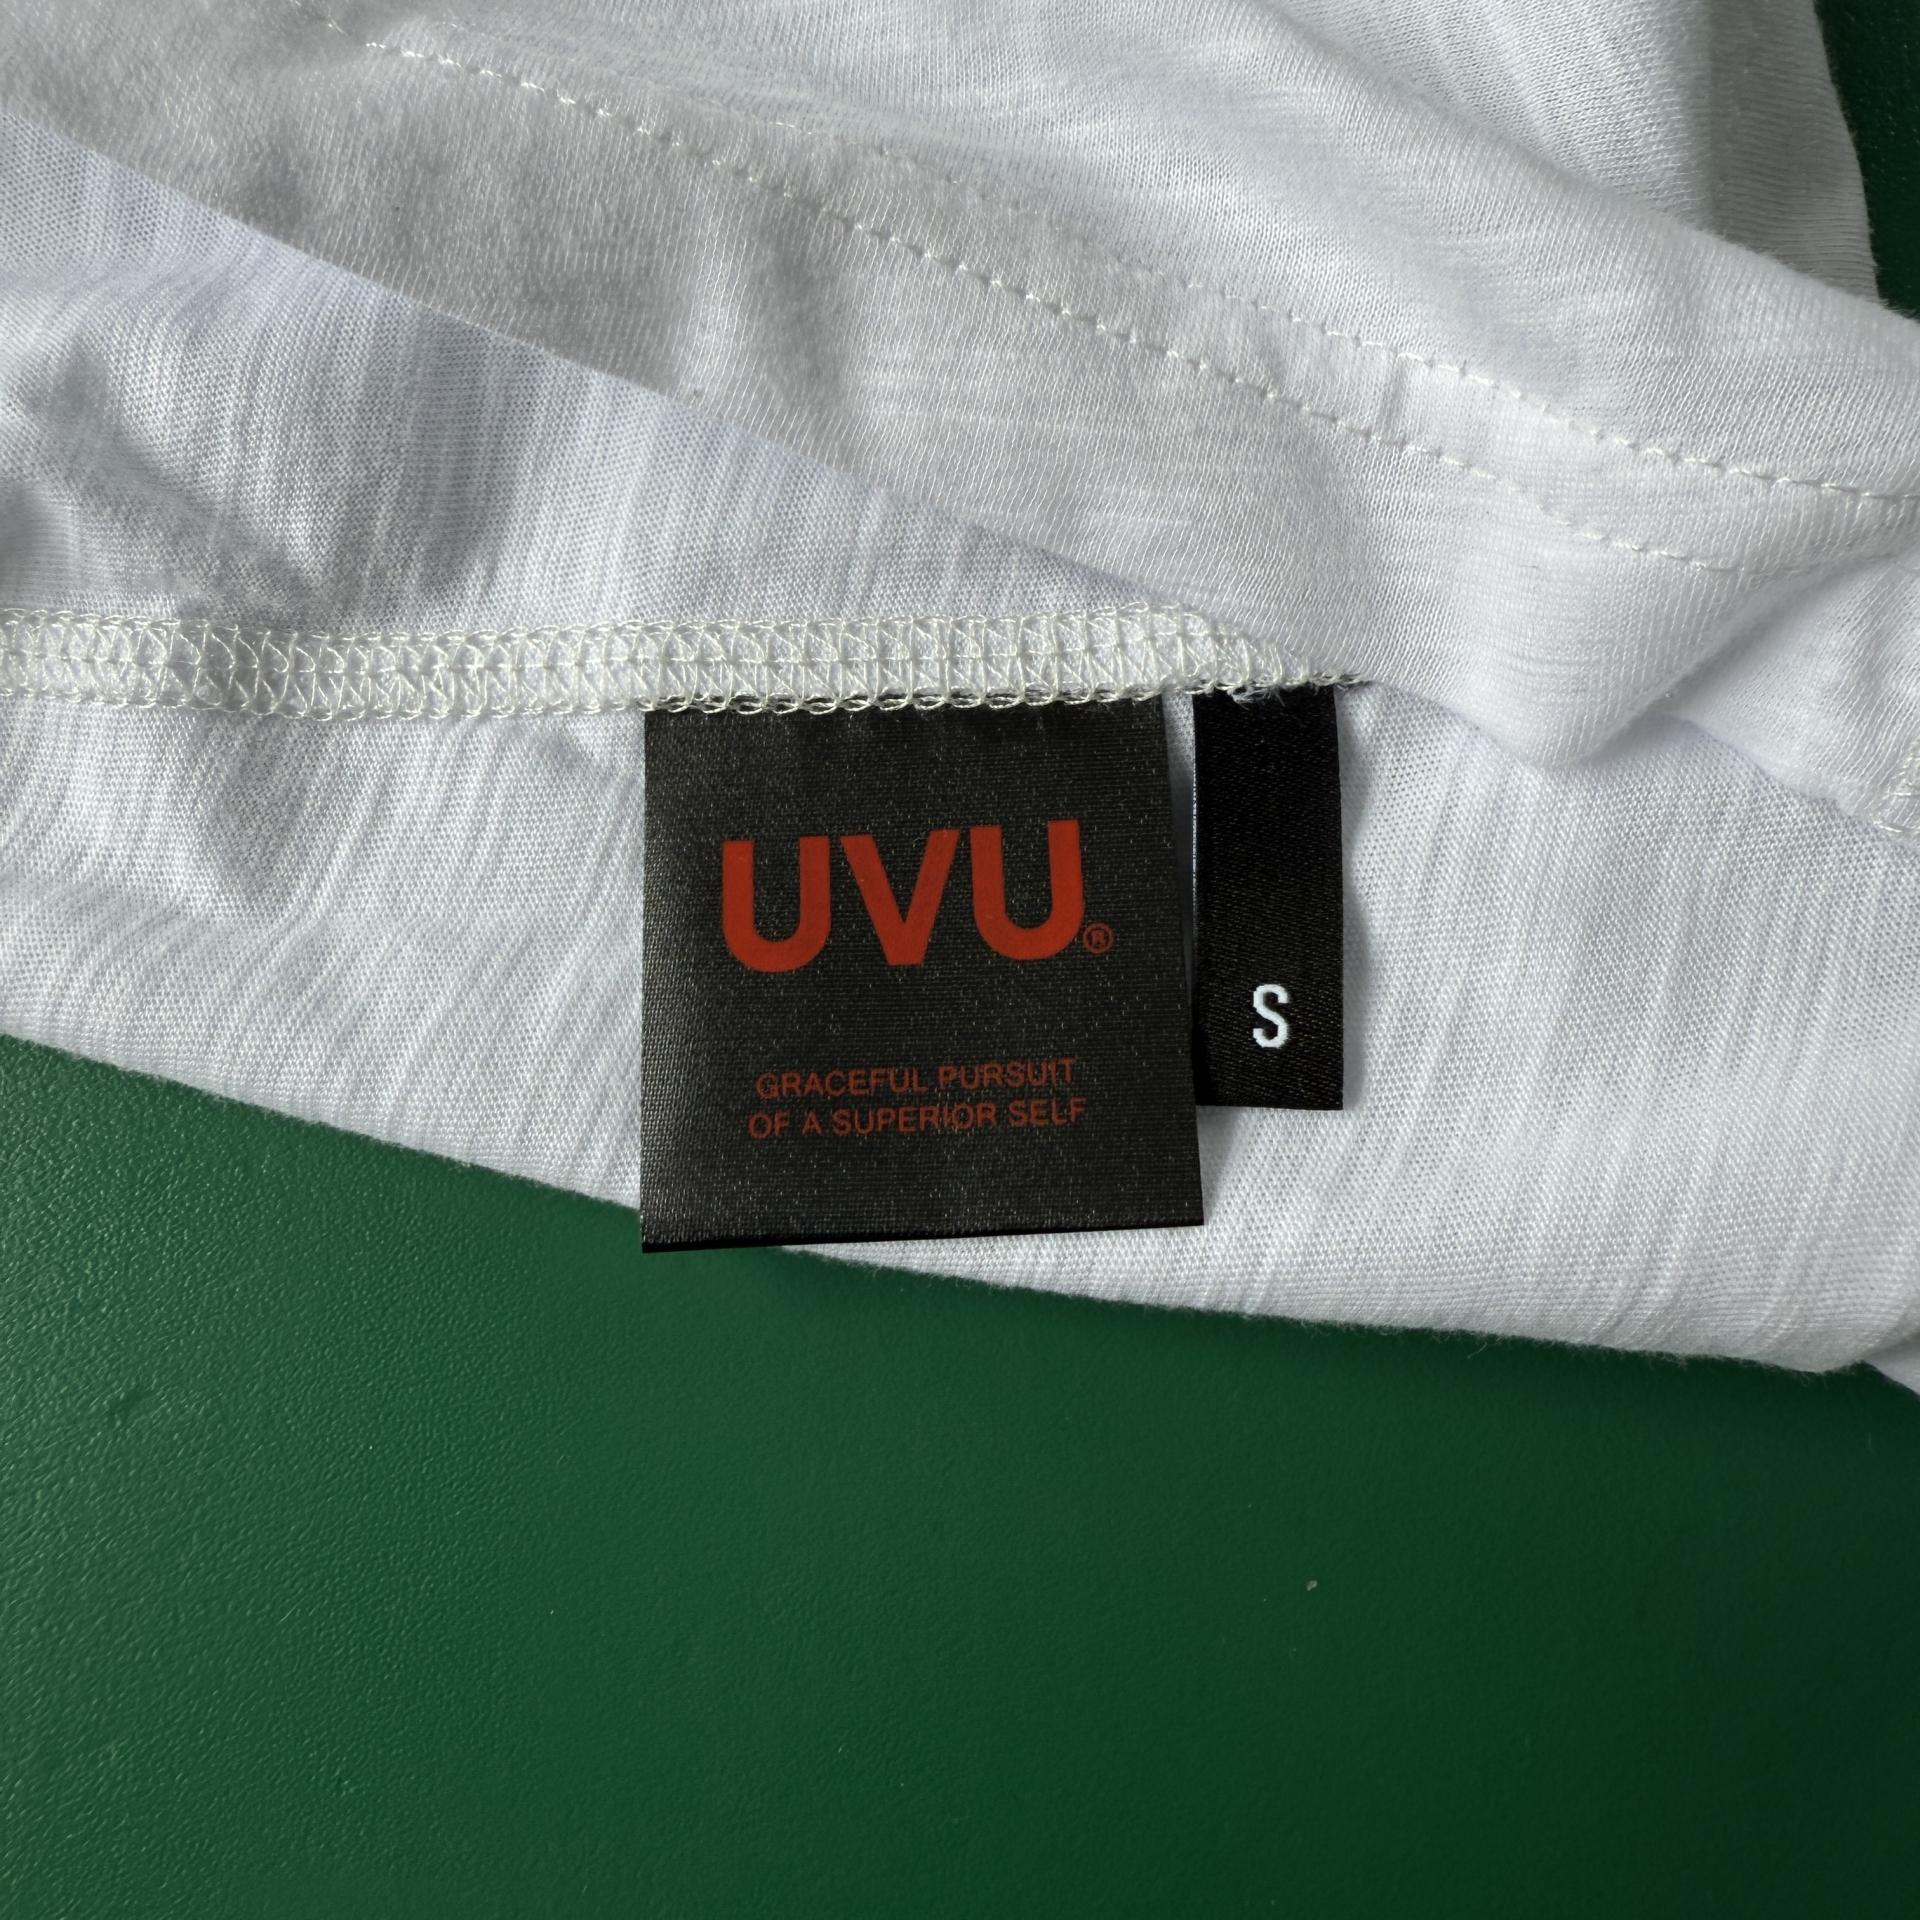 UVU®
GRACEFUL PURSUIT
OF A SUPERIOR SELF
S